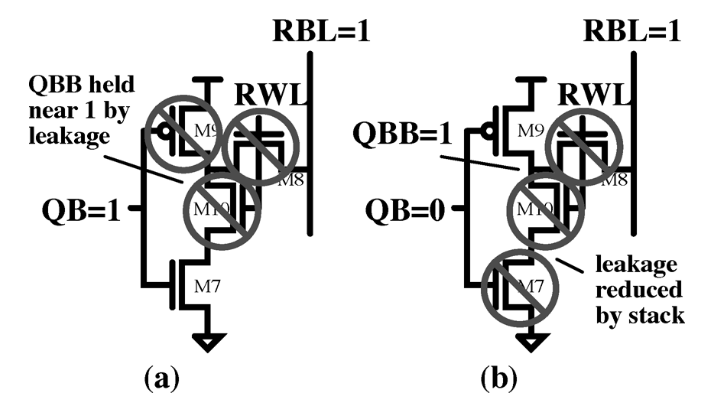 RBL=1
QBB held
near 1 by
leakage
RWL
M9
M8
M10
QB=1
M7
(a)
RBL=1
RWL
QBB=1
M9
M8
M10
QB=0
M7
leakage
reduced
by stack
(b)